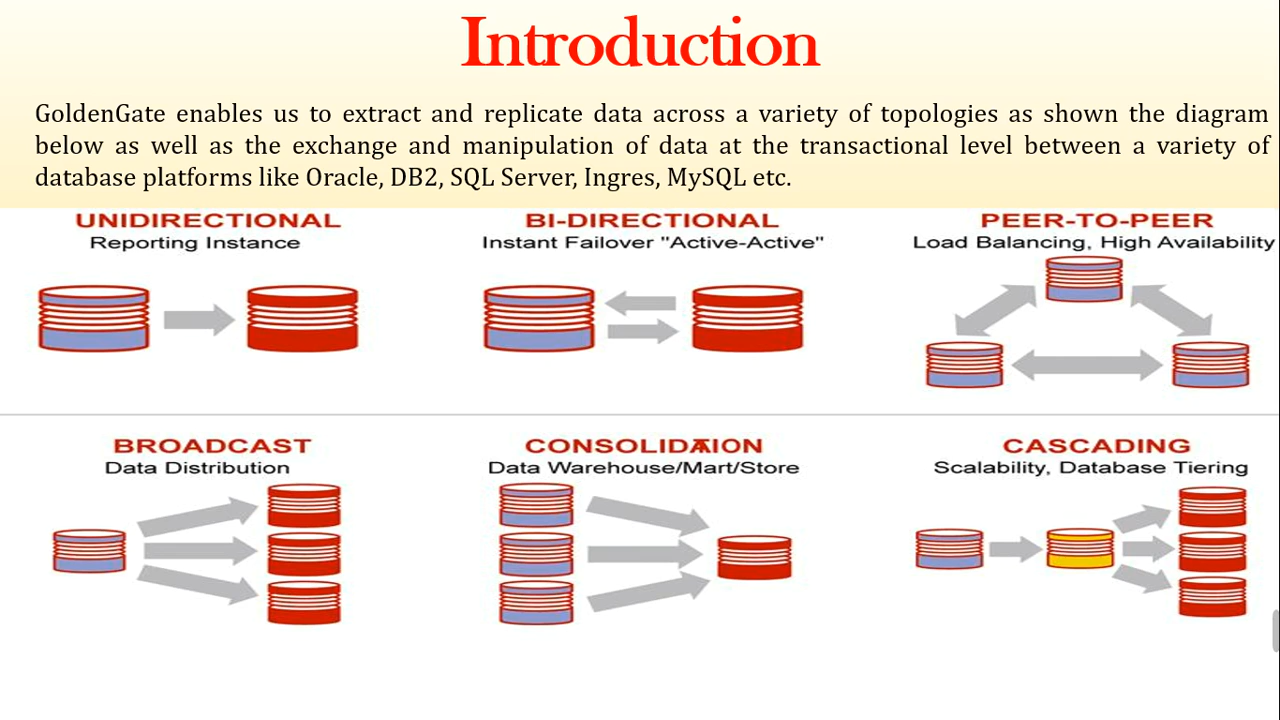 Introduction
GoldenGate enables us to extract and replicate data across a variety of topologies as shown the diagram
below as well as the exchange and manipulation of data at the transactional level between a variety of
database platforms like Oracle, DB2, SQL Server, Ingres, MySQL etc.
UNIDIRECTIONAL
Reporting Instance
BI-DIRECTIONAL
Instant Failover "Active-Active"
PEER-TO-PEER
Load Balancing, High Availability
BROADCAST
Data Distribution
CONSOLIDATION
Data Warehouse/Mart/Store
CASCADING
Scalability, Database Tiering